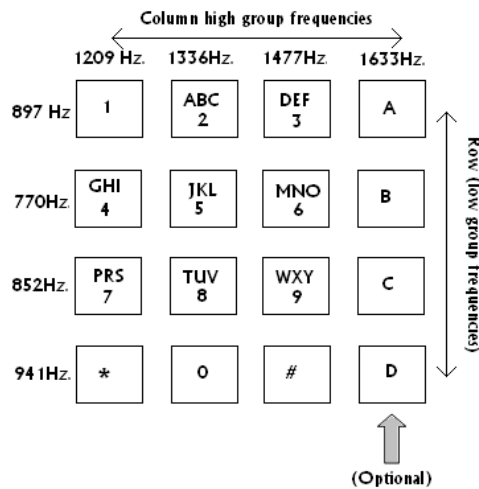 Column high group frequencies
1209 Hz. 1336Hz. 1477Hz. 1633Hz.
897 Hz
1
ABC
2
DEF
3
A
770Hz.
GHI
4
JKL
5
MNO
6
B
852Hz.
PRS
7
TUV
8
WXY
9
C
941Hz.
*
0
#
D
Row (low group frequencies)
(Optional)